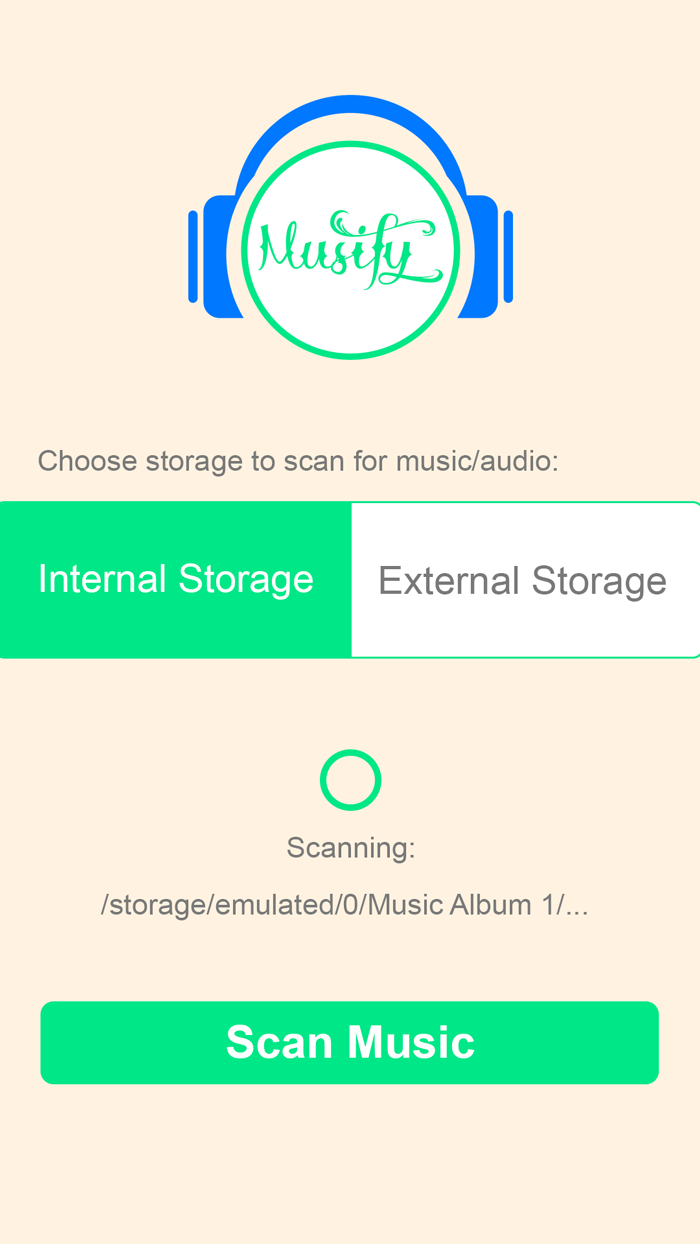 Musify
Choose storage to scan for music/audio:
Internal Storage
External Storage
Scanning:
/storage/emulated/0/Music Album 1/...
Scan Music